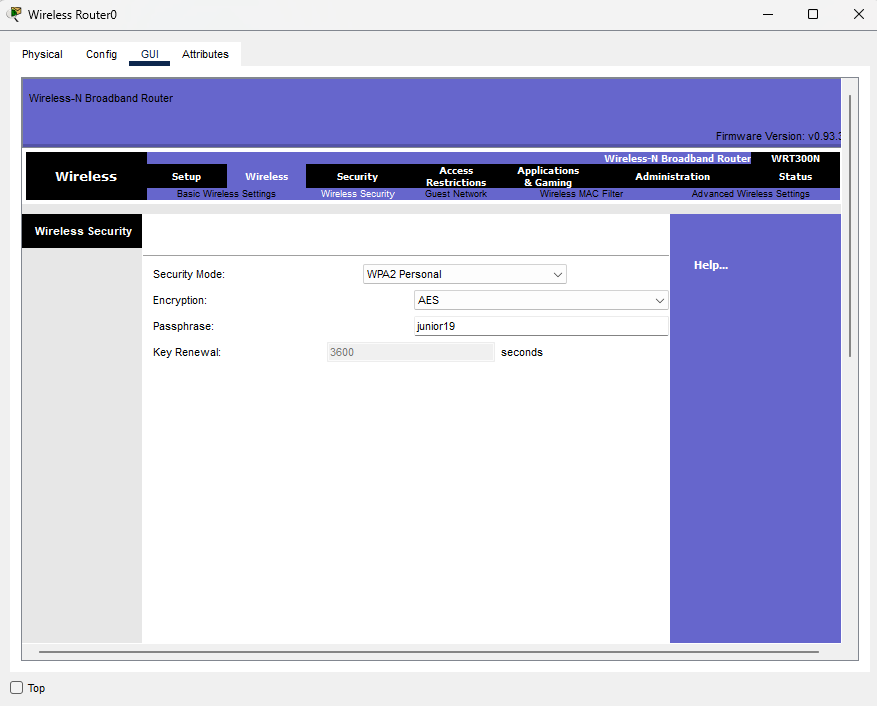 Wireless Router0
Physical Config GUI Attributes
Wireless-N Broadband Router
Firmware Version: v0.93.3
Wireless-N Broadband Router WRT300N
Wireless Setup Wireless Security Access Restrictions Applications & Gaming Administration Status
Basic Wireless Settings Wireless Security Guest Network Wireless MAC Filter Advanced Wireless Settings
Wireless Security
Help...
Security Mode: WPA2 Personal
Encryption: AES
Passphrase: junior19
Key Renewal: 3600 seconds
Top